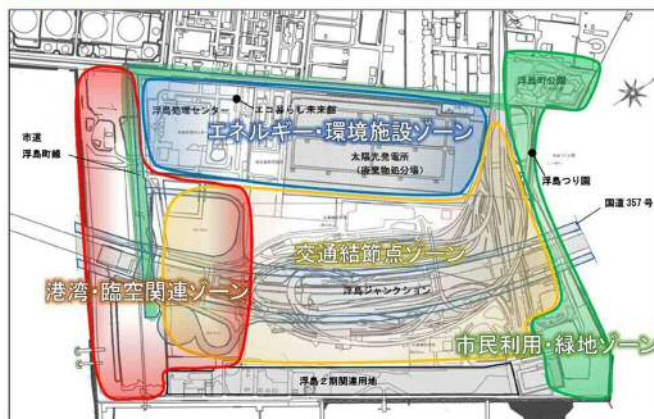 浮島町公園
浮島処理センター
エコ暮らし未来館
エネルギー・環境施設ゾーン
市道
浮島町線
太陽光発電所
(廃棄物処分場)
浮島つり園
国道357号
交通結節点ゾーン
港湾・臨空関連ゾーン
浮島ジャンクション
市民利用・緑地ゾーン
浮島2期関連用地